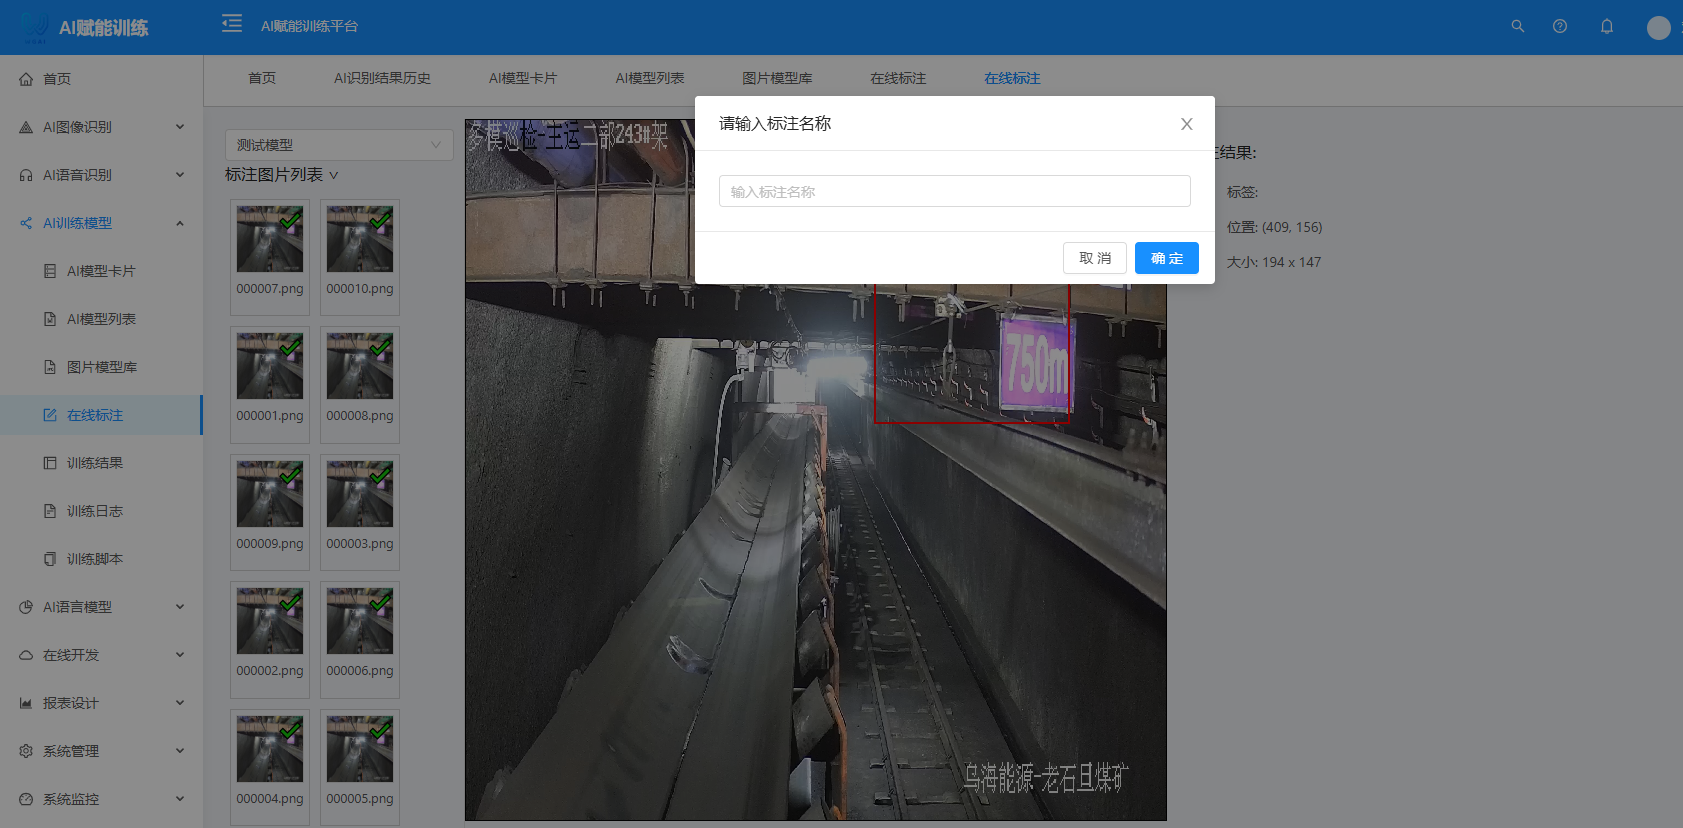 AI赋能训练
AI赋能训练平台
首页
AI图像识别
AI语音识别
AI训练模型
AI模型卡片
AI模型列表
图片模型库
在线标注
训练结果
训练日志
训练脚本
AI语言模型
在线开发
报表设计
系统管理
系统监控
首页
AI识别结果历史
AI模型卡片
AI模型列表
图片模型库
在线标注
在线标注
测试模型
标注图片列表
000007.png
000010.png
000001.png
000008.png
000009.png
000003.png
000002.png
000006.png
000004.png
000005.png
多模巡检-主运二部243#架
750m
乌海能源-老石旦煤矿
请输入标注名称
输入标注名称
取 消
确 定
结果:
标签:
位置: (409, 156)
大小: 194 x 147